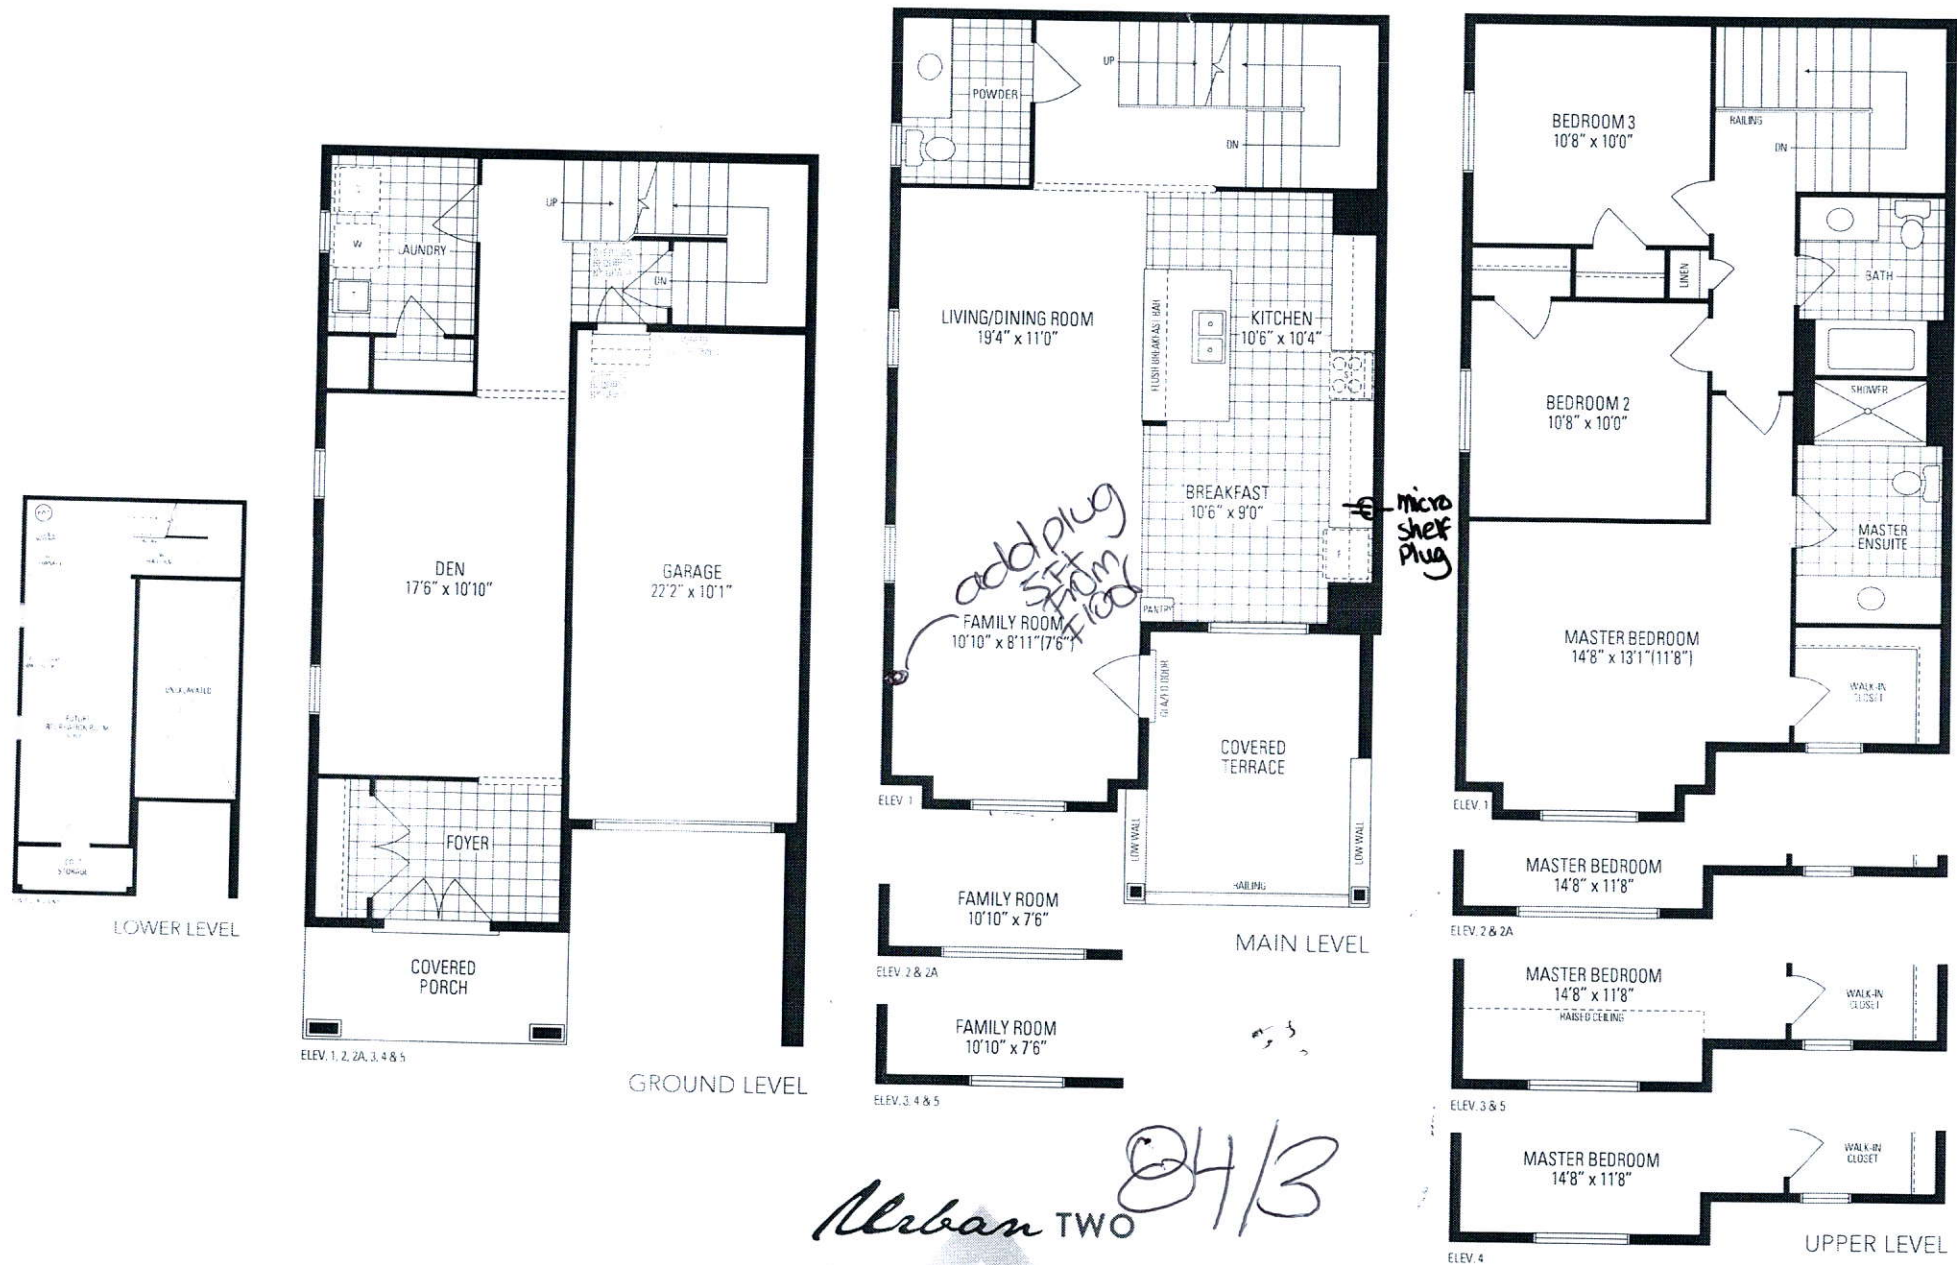 UNEXCAVATED
STORAGE
LOWER LEVEL
W
LAUNDRY
UP
DN
DEN
17'6" x 10'10"
GARAGE
22'2" x 10'1"
FOYER
COVERED
PORCH
ELEV. 1, 2, 2A, 3, 4 & 5
GROUND LEVEL
POWDER
UP
DN
LIVING/DINING ROOM
19'4" x 11'0"
FLUSH BREAKFAST BAR
KITCHEN
10'6" x 10'4"
S
BREAKFAST
10'6" x 9'0"
F
micro
shelf
plug
add plug
5Ft
From
Floor
PANTRY
FAMILY ROOM
10'10" x 8'11"(7'6")
GLAZED DOOR
COVERED
TERRACE
ELEV. 1
LOW WALL
LOW WALL
RAILING
FAMILY ROOM
10'10" x 7'6"
ELEV. 2 & 2A
MAIN LEVEL
FAMILY ROOM
10'10" x 7'6"
ELEV. 3, 4 & 5
BEDROOM 3
10'8" x 10'0"
RAILING
DN
LINEN
BATH
BEDROOM 2
10'8" x 10'0"
SHOWER
MASTER
ENSUITE
MASTER BEDROOM
14'8" x 13'1"(11'8")
WALK-IN
CLOSET
ELEV. 1
MASTER BEDROOM
14'8" x 11'8"
ELEV. 2 & 2A
MASTER BEDROOM
14'8" x 11'8"
RAISED CEILING
WALK-IN
CLOSET
ELEV. 3 & 5
MASTER BEDROOM
14'8" x 11'8"
WALK-IN
CLOSET
ELEV. 4
UPPER LEVEL
Urban TWO
84/3